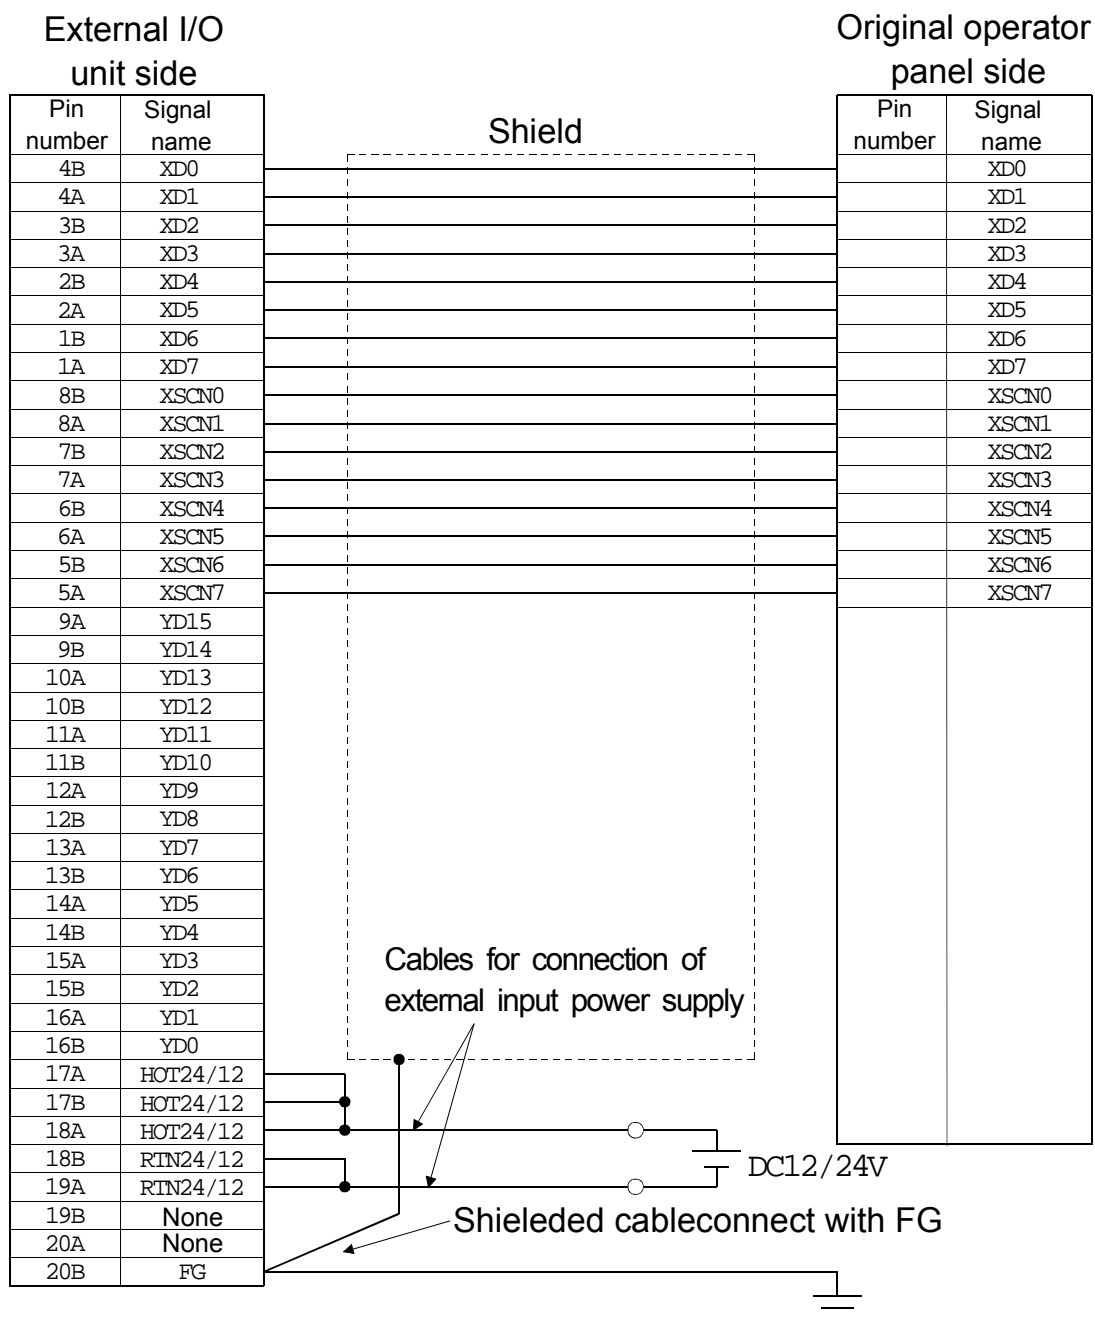 External I/O
unit side
Original operator
panel side
Pin number Signal name
Shield
Pin number Signal name
4B XD0 XD0
4A XD1 XD1
3B XD2 XD2
3A XD3 XD3
2B XD4 XD4
2A XD5 XD5
1B XD6 XD6
1A XD7 XD7
8B XSCN0 XSCN0
8A XSCN1 XSCN1
7B XSCN2 XSCN2
7A XSCN3 XSCN3
6B XSCN4 XSCN4
6A XSCN5 XSCN5
5B XSCN6 XSCN6
5A XSCN7 XSCN7
9A YD15
9B YD14
10A YD13
10B YD12
11A YD11
11B YD10
12A YD9
12B YD8
13A YD7
13B YD6
14A YD5
14B YD4
15A YD3
15B YD2
16A YD1
16B YD0
Cables for connection of
external input power supply
17A HOT24/12
17B HOT24/12
18A HOT24/12
18B RTN24/12
DC12/24V
19A RTN24/12
19B None
Shieleded cableconnect with FG
20A None
20B FG